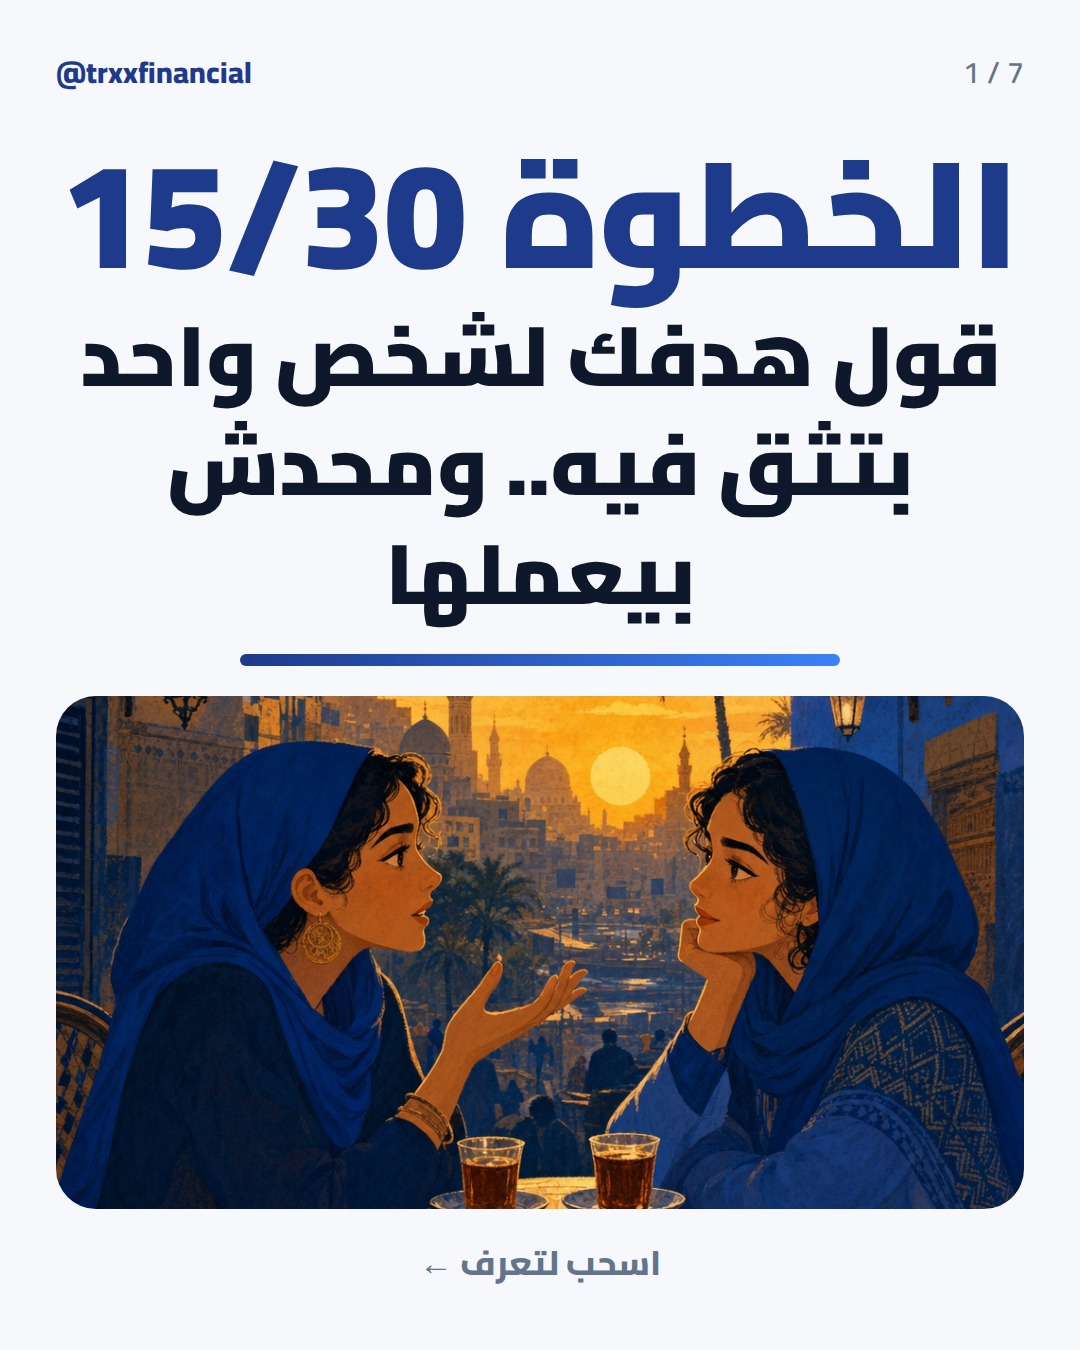 @trxxfinancial
1 / 7
الخطوة 15/30
قول هدفك لشخص واحد
بتثق فيه.. ومحدش
بيعملها
اسحب لتعرف ←